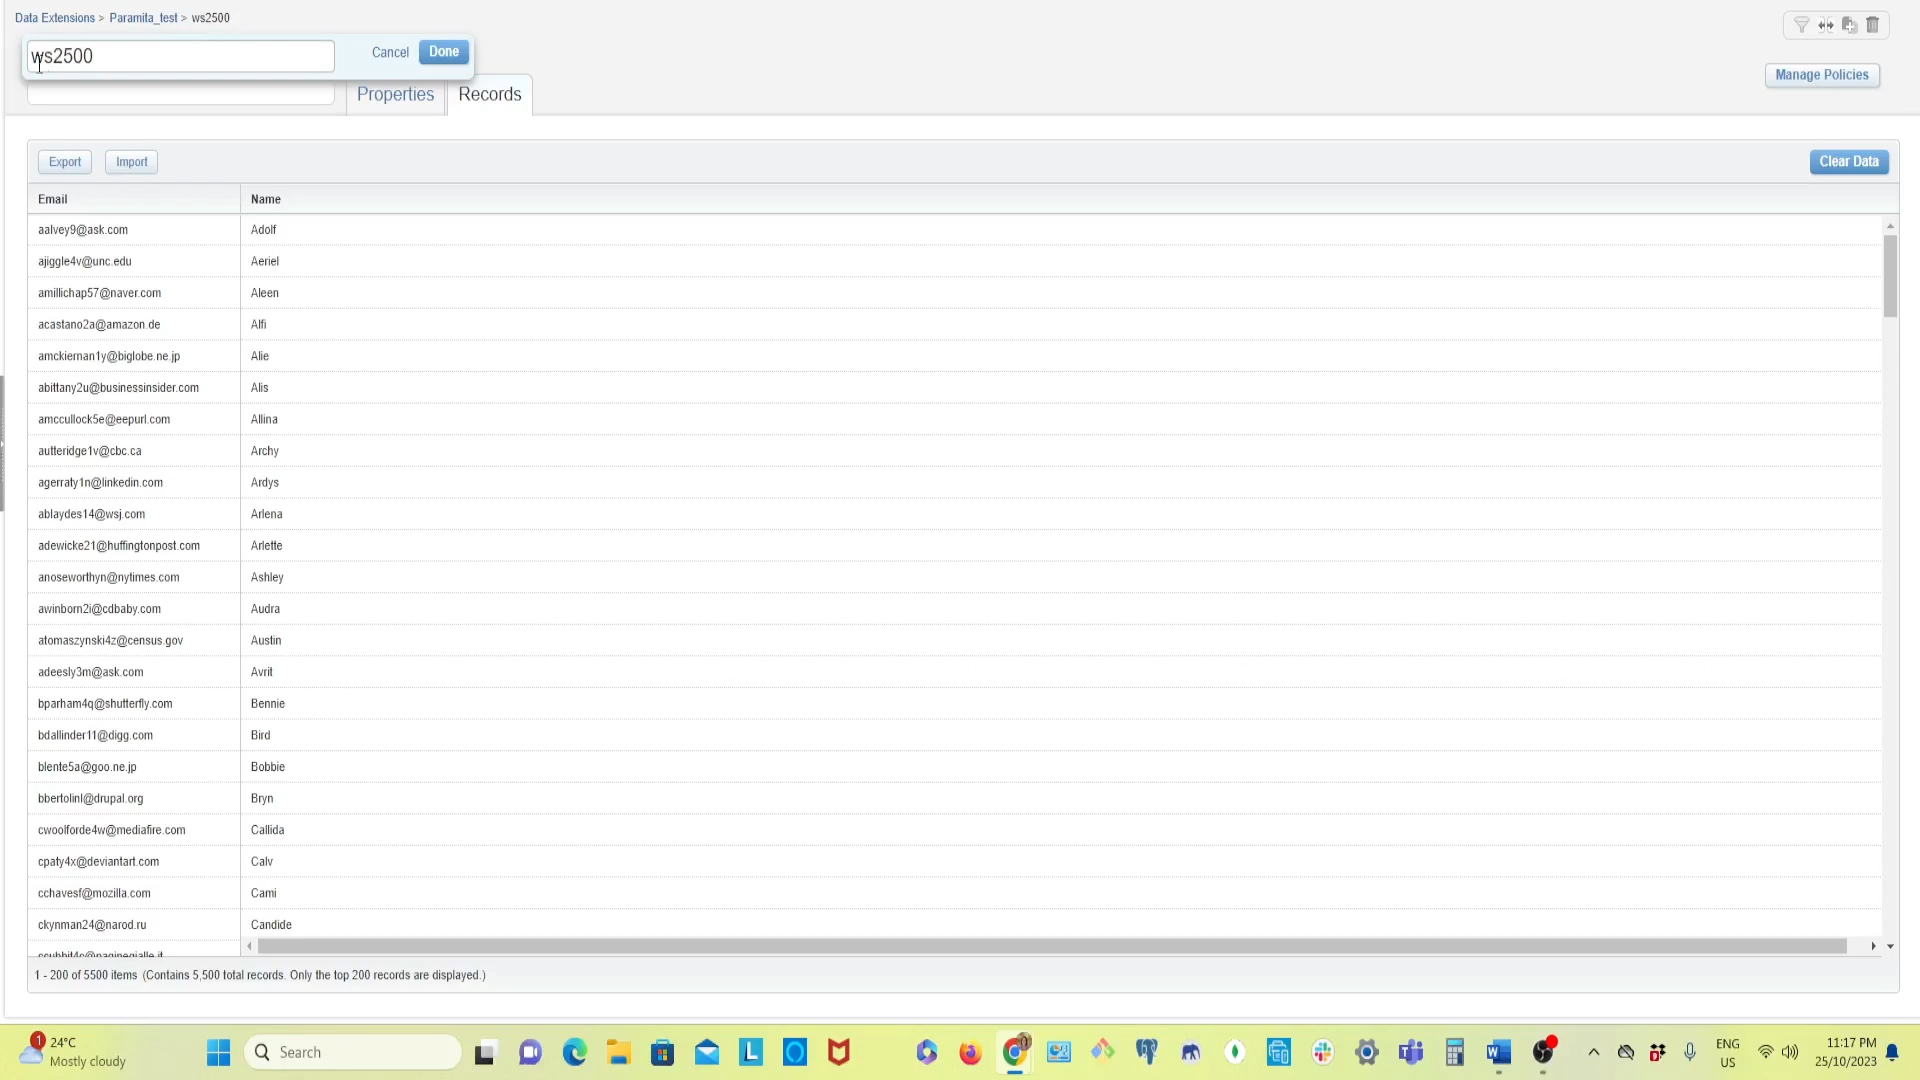 Data Extensions > Paramita_test > ws2500
ws2500
Cancel
Done
Manage Policies
Properties
Records
Export
Import
Clear Data
Email Name
aalvey9@ask.com Adolf
ajiggle4v@unc.edu Aeriel
amillichap57@naver.com Aleen
acastano2a@amazon.de Alfi
amckiernan1y@biglobe.ne.jp Alie
abittany2u@businessinsider.com Alis
amccullock5e@eepurl.com Allina
autteridge1v@cbc.ca Archy
agerraty1n@linkedin.com Ardys
ablaydes14@wsj.com Arlena
adewicke21@huffingtonpost.com Arlette
anoseworthyn@nytimes.com Ashley
awinborn2i@cdbaby.com Audra
atomaszynski4z@census.gov Austin
adeesly3m@ask.com Avrit
bparham4q@shutterfly.com Bennie
bdallinder11@digg.com Bird
blente5a@goo.ne.jp Bobbie
bbertolinl@drupal.org Bryn
cwoolforde4w@mediafire.com Callida
cpaty4x@deviantart.com Calv
cchavesf@mozilla.com Cami
ckynman24@narod.ru Candide
1 - 200 of 5500 items (Contains 5,500 total records. Only the top 200 records are displayed.)
1
24°C
Mostly cloudy
Search
ENG
US
11:17 PM
25/10/2023